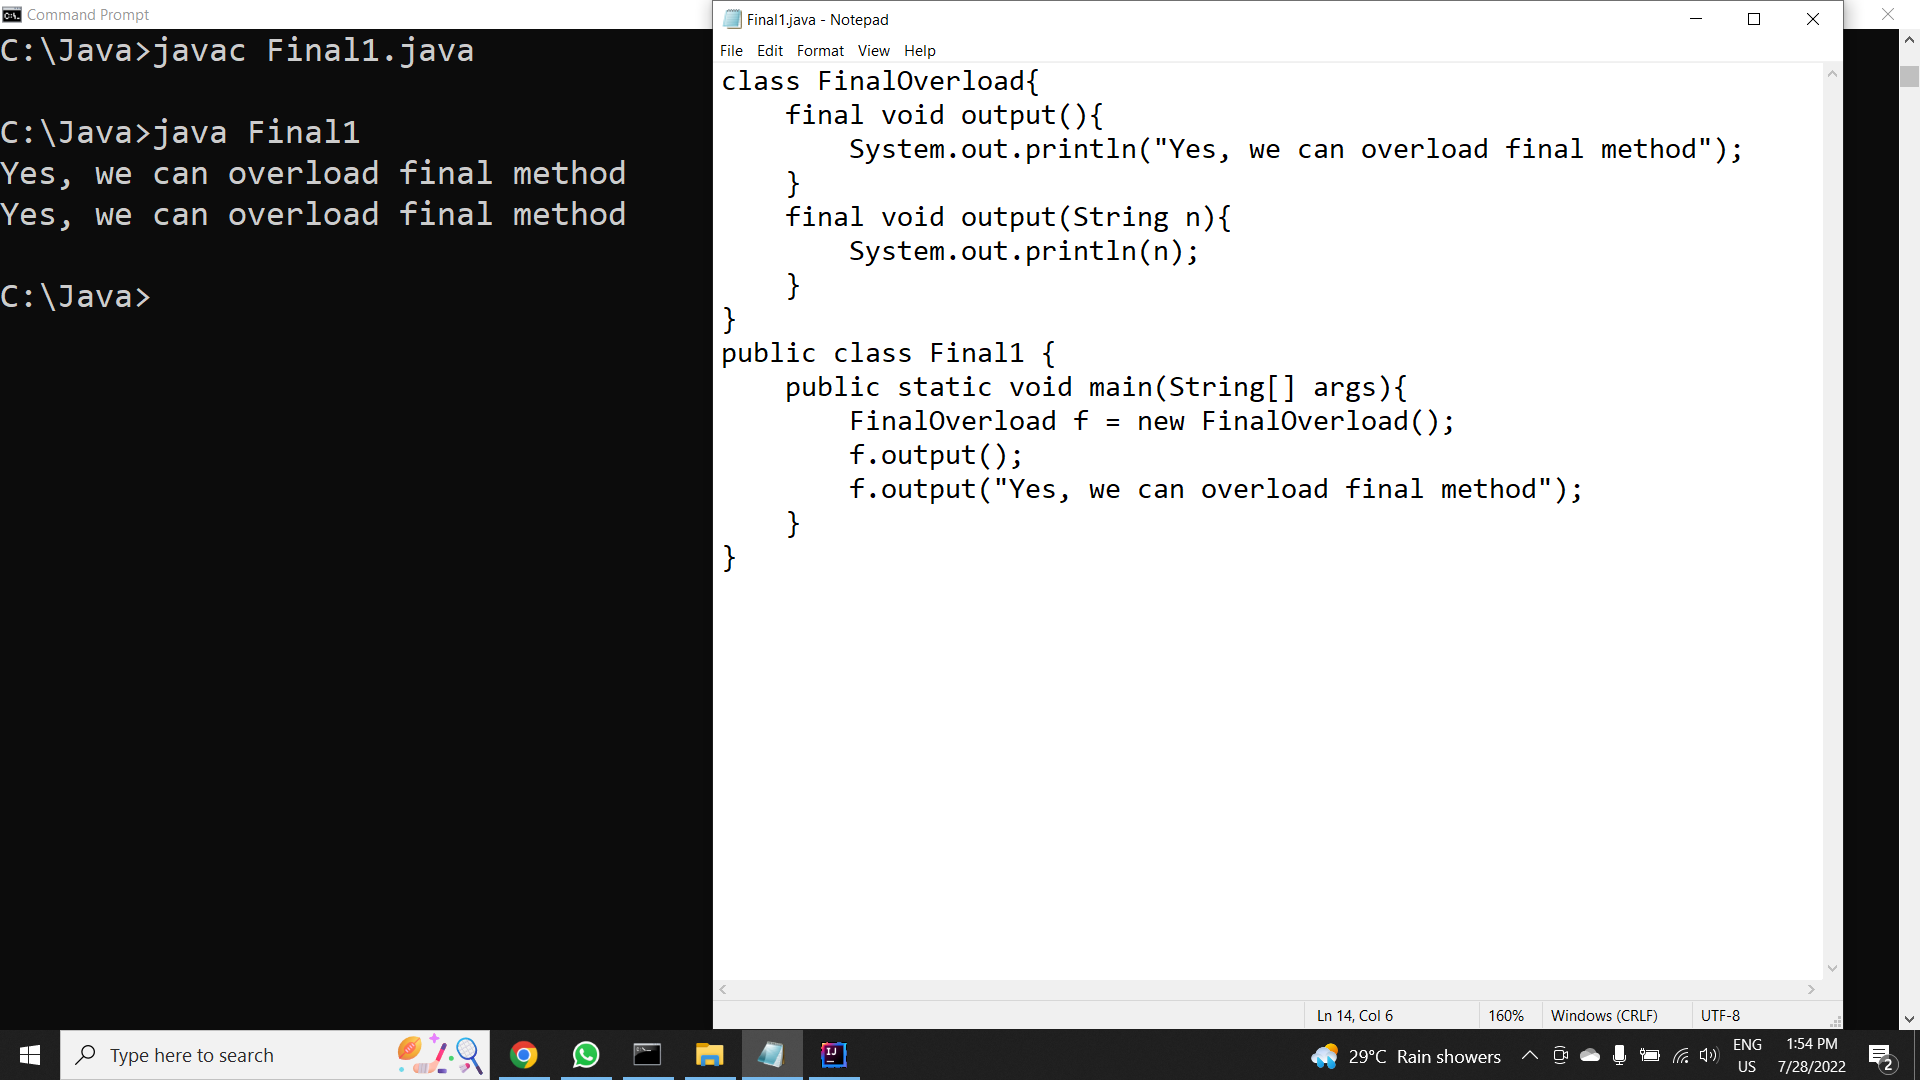 Command Prompt
C:\Java>javac Final1.java
C:\Java>java Final1
Yes, we can overload final method
Yes, we can overload final method
C:\Java>
Final1.java - Notepad
File Edit Format View Help
class FinalOverload{
    final void output(){
        System.out.println("Yes, we can overload final method");
    }
    final void output(String n){
        System.out.println(n);
    }
}
public class Final1 {
    public static void main(String[] args){
        FinalOverload f = new FinalOverload();
        f.output();
        f.output("Yes, we can overload final method");
    }
}
Ln 14, Col 6 160% Windows (CRLF) UTF-8
Type here to search
29°C Rain showers
ENG
US
1:54 PM
7/28/2022
2